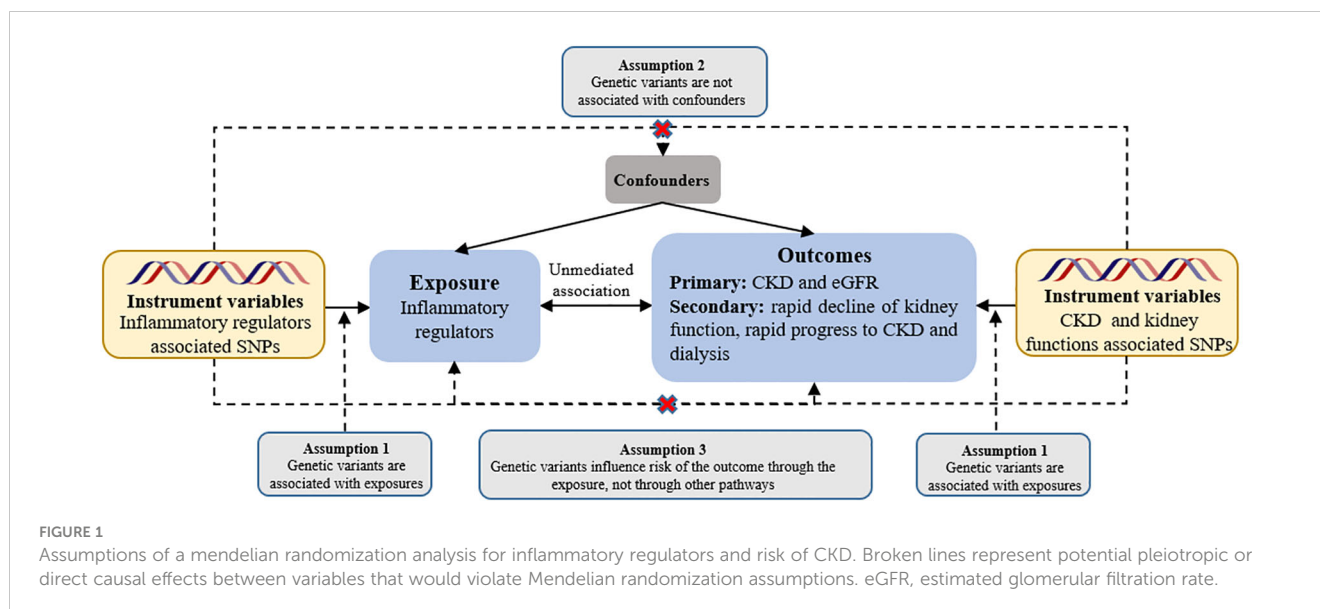 Assumption 2
Genetic variants are not
associated with confounders
Confounders
Instrument variables
Inflammatory regulators
associated SNPs
Exposure
Inflammatory
regulators
Unmediated
association
Outcomes
Primary: CKD and eGFR
Secondary: rapid decline of kidney
function, rapid progress to CKD and
dialysis
Instrument variables
CKD and kidney
functions associated SNPs
Assumption 1
Genetic variants are
associated with exposures
Assumption 3
Genetic variants influence risk of the outcome through the
exposure, not through other pathways
Assumption 1
Genetic variants are
associated with exposures
FIGURE 1
Assumptions of a mendelian randomization analysis for inflammatory regulators and risk of CKD. Broken lines represent potential pleiotropic or
direct causal effects between variables that would violate Mendelian randomization assumptions. eGFR, estimated glomerular filtration rate.